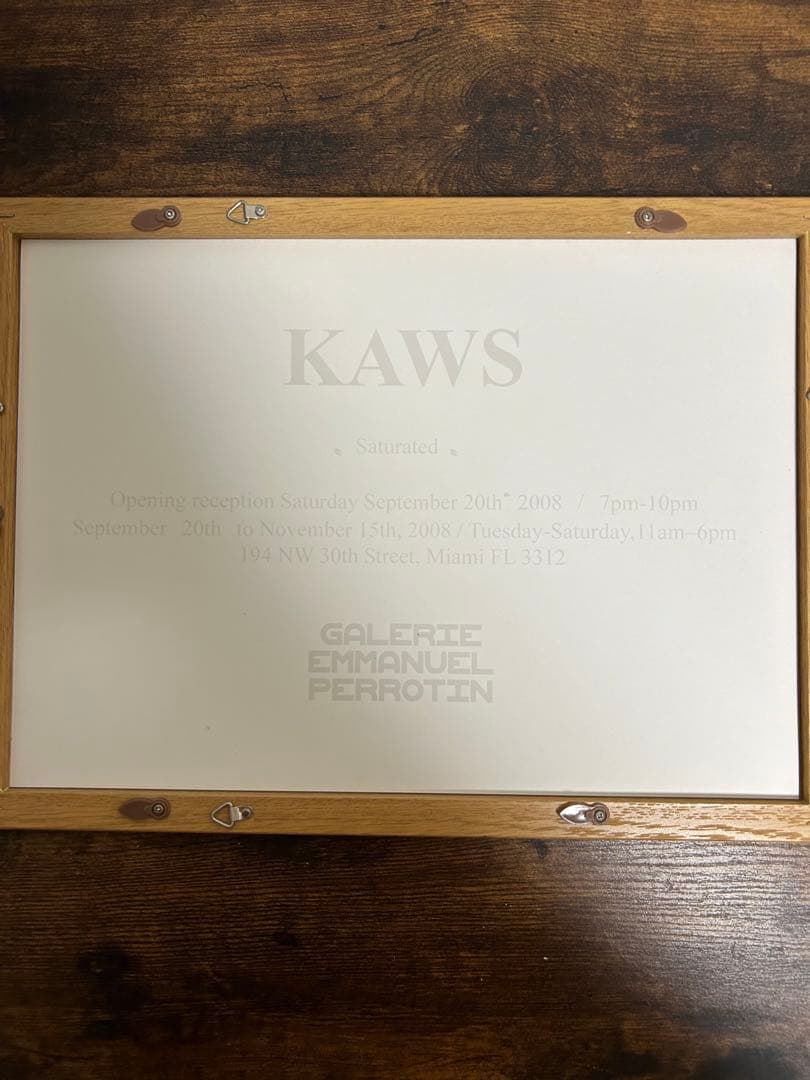 KAWS
〝 Saturated 〟
Opening reception Saturday September 20th* 2008 / 7pm-10pm
September 20th to November 15th, 2008 / Tuesday-Saturday,11am–6pm
194 NW 30th Street, Miami FL 3312
GALERIE
EMMANUEL
PERROTIN